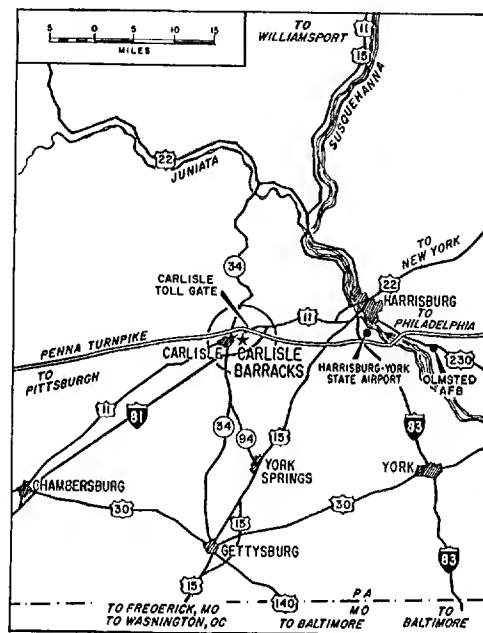 5 0 5 10 15
MILES
TO
WILLIAMSPORT
11
15
SUSQUEHANNA
22
JUNIATA
34
CARLISLE
TOLL GATE
TO
NEW YORK
22
HARRISBURG
TO
PHILADELPHIA
11
PENNA TURNPIKE
CARLISLE
CARLISLE
BARRACKS
HARRISBURG-YORK
STATE AIRPORT
230
OLMSTED
AFB
TO
PITTSBURGH
11
81
34
94
15
83
YORK
SPRINGS
YORK
CHAMBERSBURG
30
15
30
GETTYSBURG
83
15
140
PA
MO
TO FREDERICK, MO
TO WASHINGTON, OC
TO BALTIMORE
TO
BALTIMORE